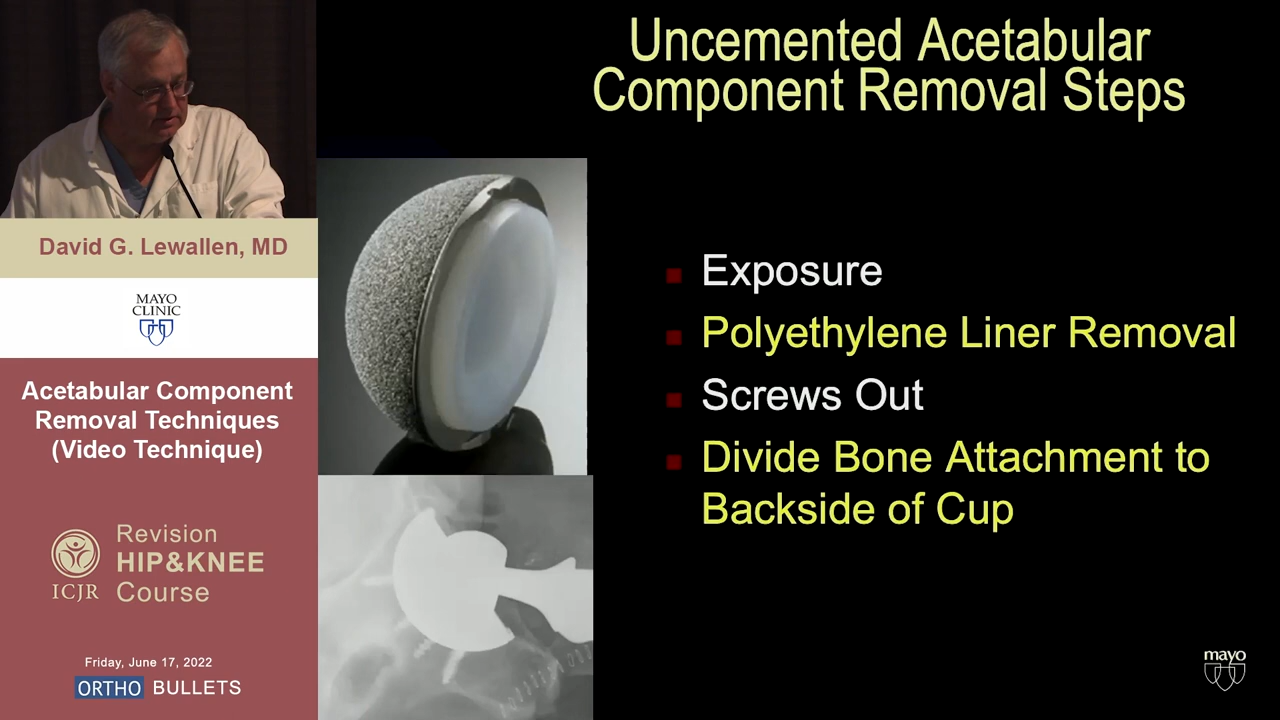 Uncemented Acetabular
Component Removal Steps
David G. Lewallen, MD
MAYO
CLINIC
Acetabular Component
Removal Techniques
(Video Technique)
Revision
HIP&KNEE
Course
ICJR
Friday, June 17, 2022
ORTHO BULLETS
Exposure
Polyethylene Liner Removal
Screws Out
Divide Bone Attachment to
Backside of Cup
mayo